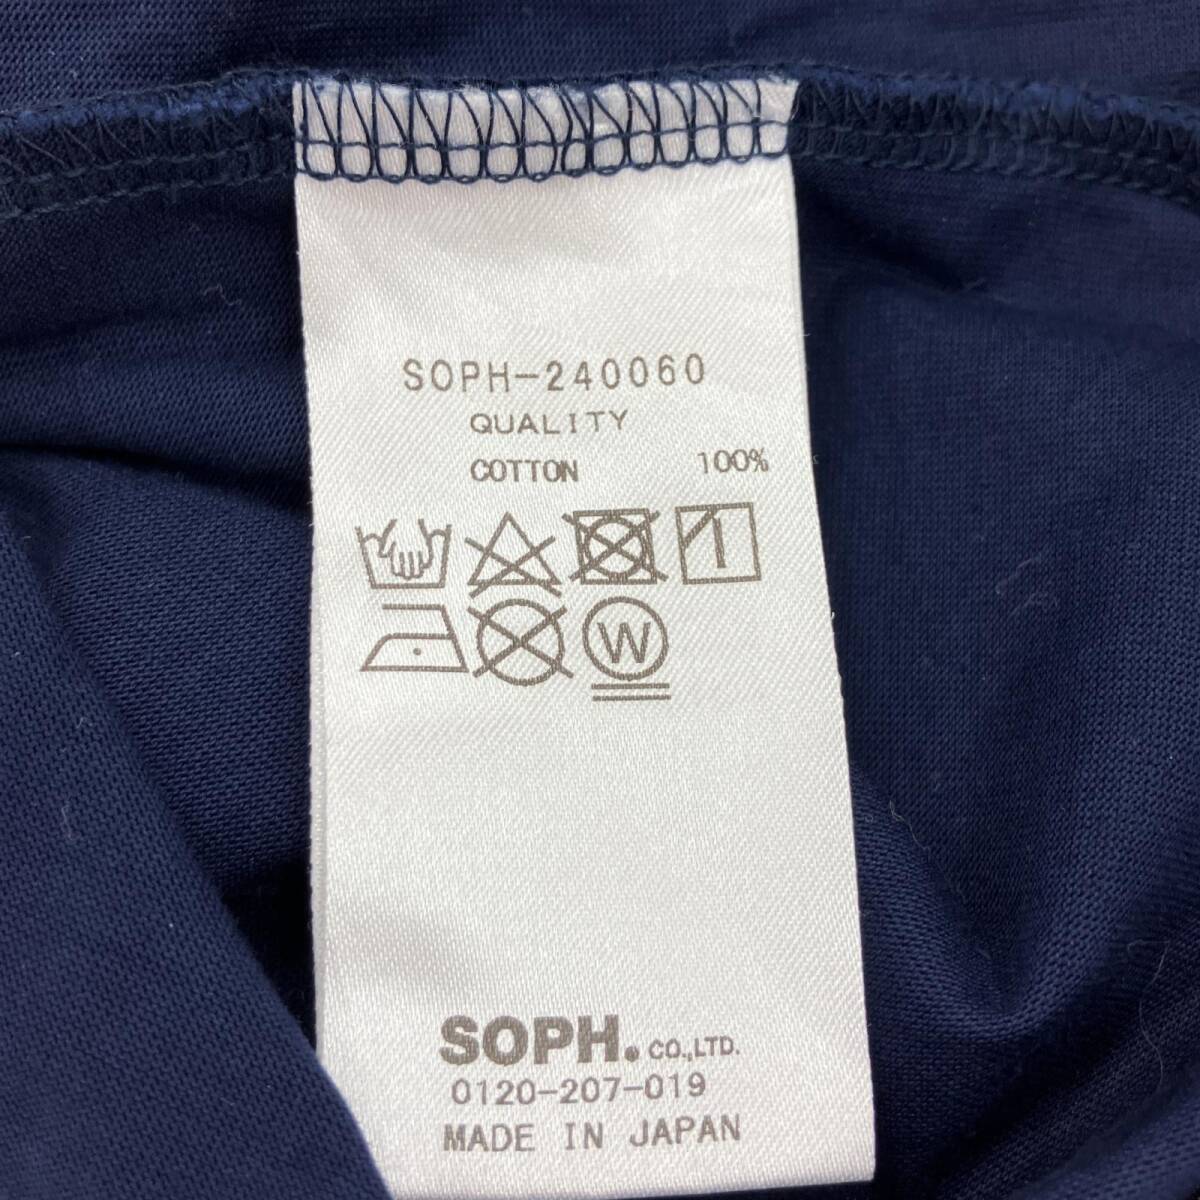 SOPH-240060
QUALITY
COTTON 100%
W
SOPH. CO.,LTD.
0120-207-019
MADE IN JAPAN